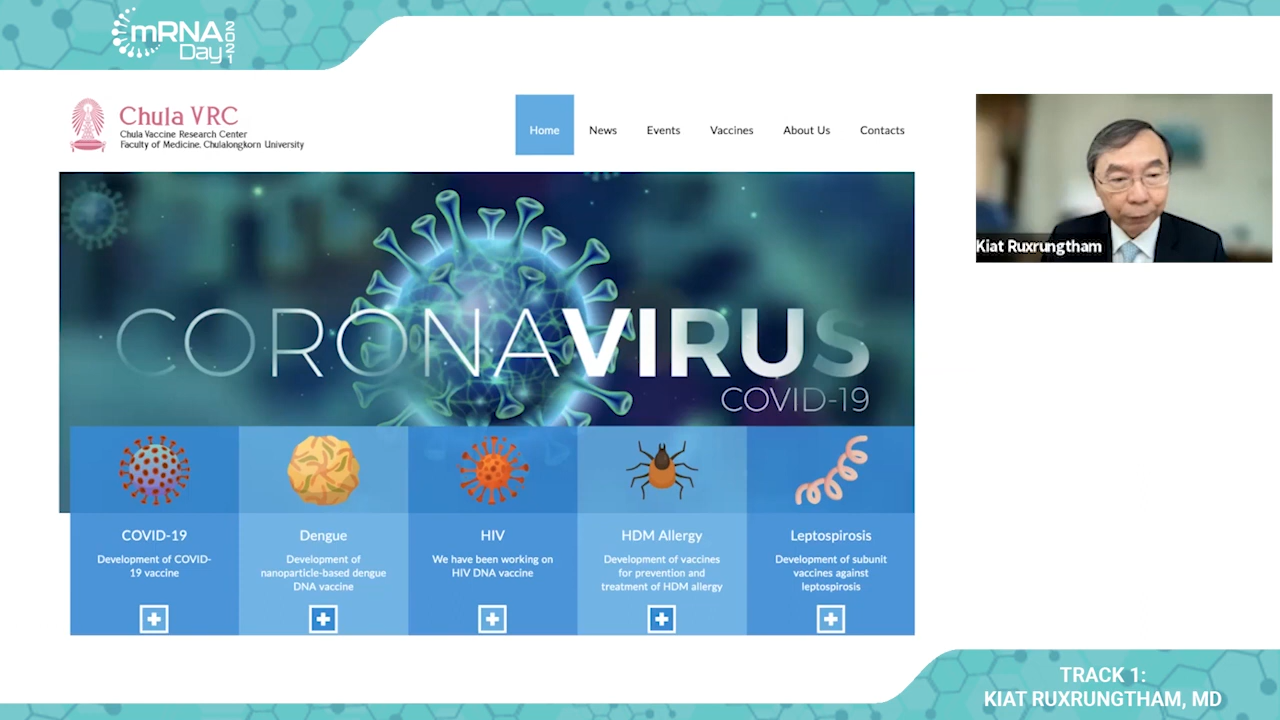 mRNA
Day
2021
Chula VRC
Chula Vaccine Research Center
Faculty of Medicine. Chulalongkorn University
Home
News
Events
Vaccines
About Us
Contacts
Kiat Ruxrungtham
CORONAVIRUS
COVID-19
COVID-19
Development of COVID-
19 vaccine
Dengue
Development of
nanoparticle-based dengue
DNA vaccine
HIV
We have been working on
HIV DNA vaccine
HDM Allergy
Development of vaccines
for prevention and
treatment of HDM allergy
Leptospirosis
Development of subunit
vaccines against
leptospirosis
TRACK 1:
KIAT RUXRUNGTHAM, MD